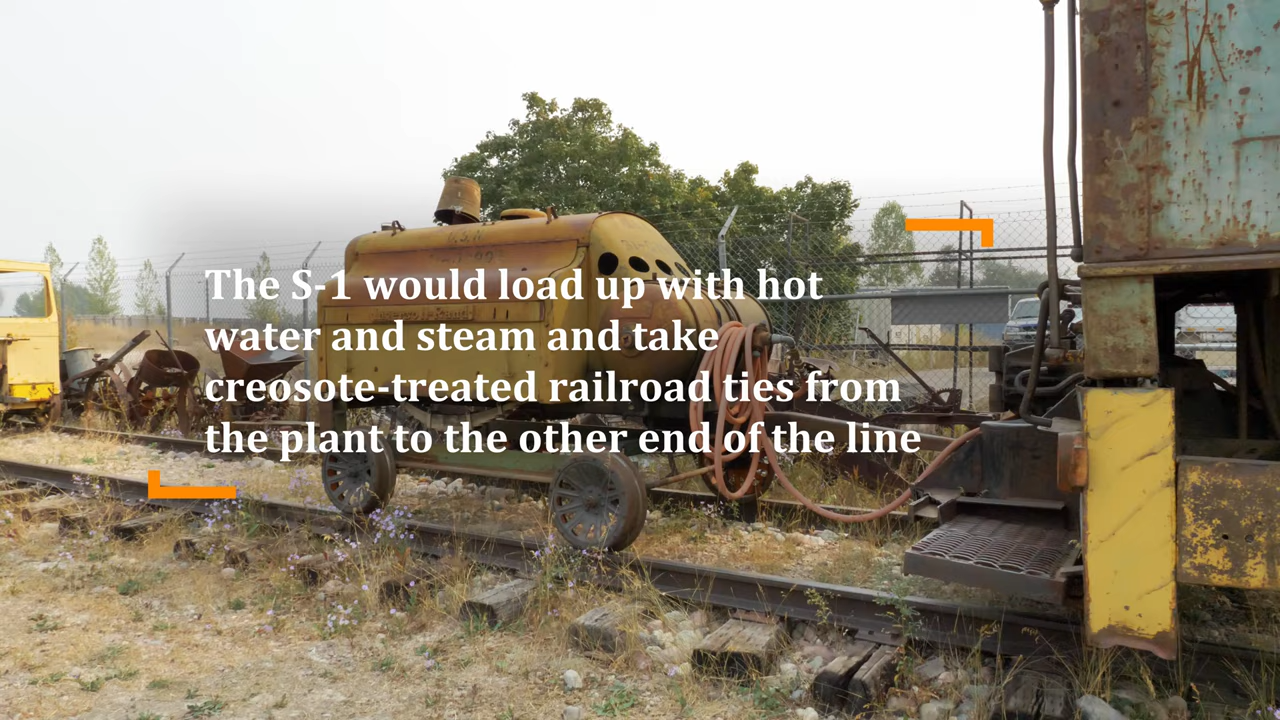 The S-1 would load up with hot
water and steam and take
creosote-treated railroad ties from
the plant to the other end of the line